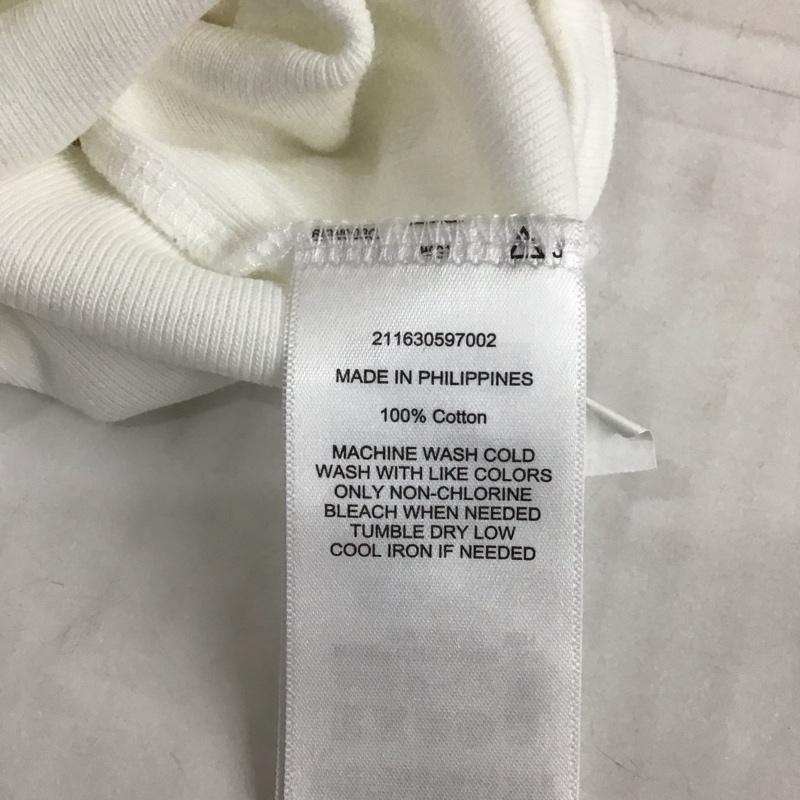 211630597002
MADE IN PHILIPPINES
100% Cotton
MACHINE WASH COLD
WASH WITH LIKE COLORS
ONLY NON-CHLORINE
BLEACH WHEN NEEDED
TUMBLE DRY LOW
COOL IRON IF NEEDED